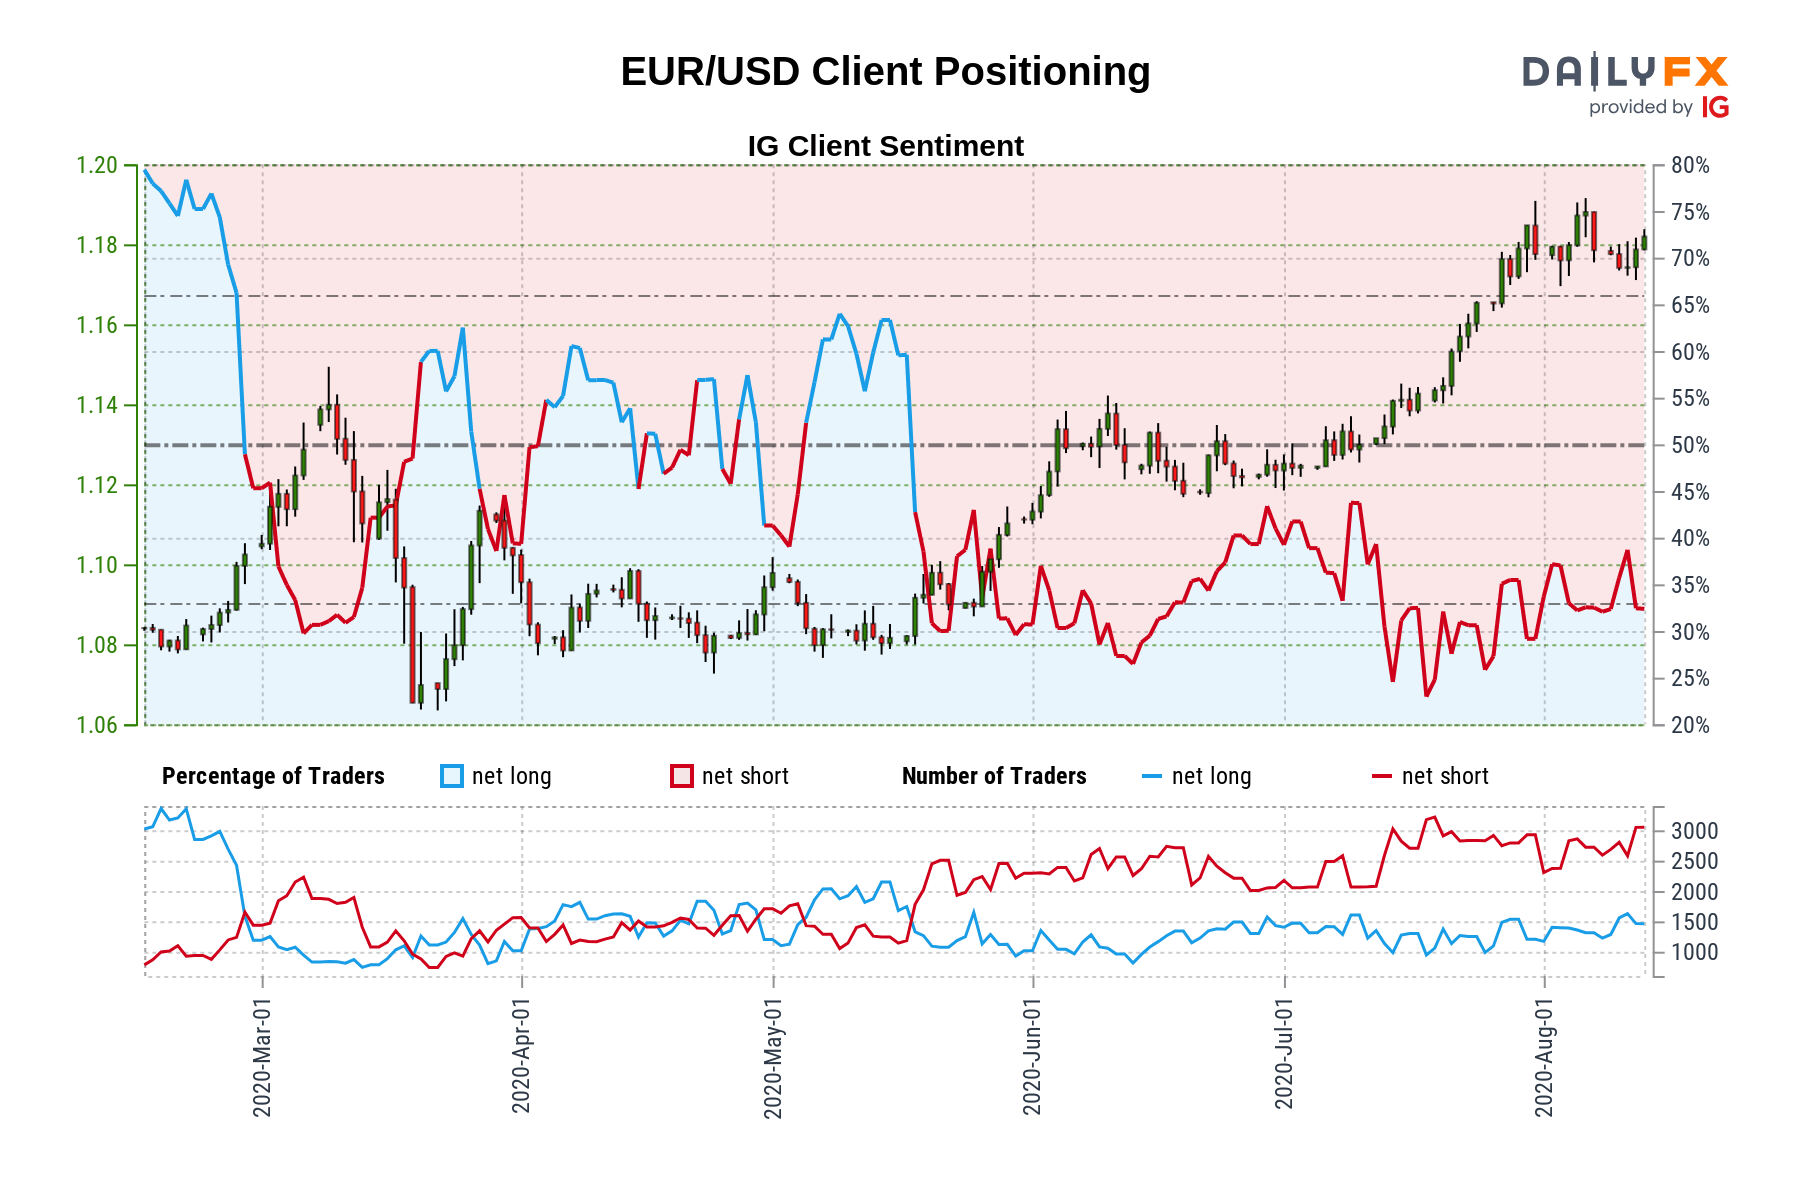 EUR/USD Client Positioning
DAILYFX
provided by IG
IG Client Sentiment
1.20
1.18
1.16
1.14
1.12
1.10
1.08
1.06
80%
75%
70%
65%
60%
55%
50%
45%
40%
35%
30%
25%
20%
Percentage of Traders net long net short Number of Traders net long net short
3000
2500
2000
1500
1000
2020-Mar-01
2020-Apr-01
2020-May-01
2020-Jun-01
2020-Jul-01
2020-Aug-01